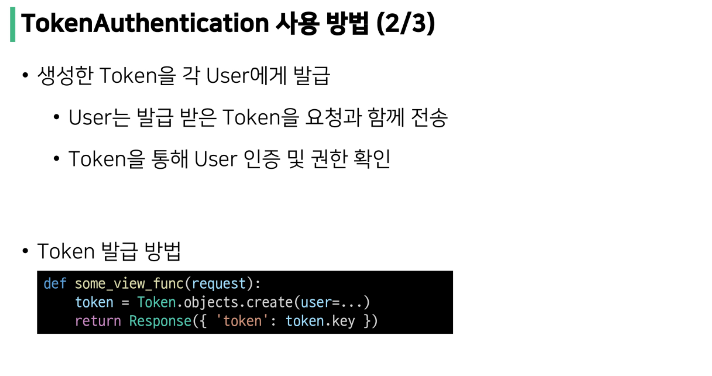 TokenAuthentication 사용 방법 (2/3)
• 생성한 Token을 각 User에게 발급
• User는 발급 받은 Token을 요청과 함께 전송
• Token을 통해 User 인증 및 권한 확인
• Token 발급 방법
def some_view_func(request):
    token = Token.objects.create(user=...)
    return Response({ 'token': token.key })